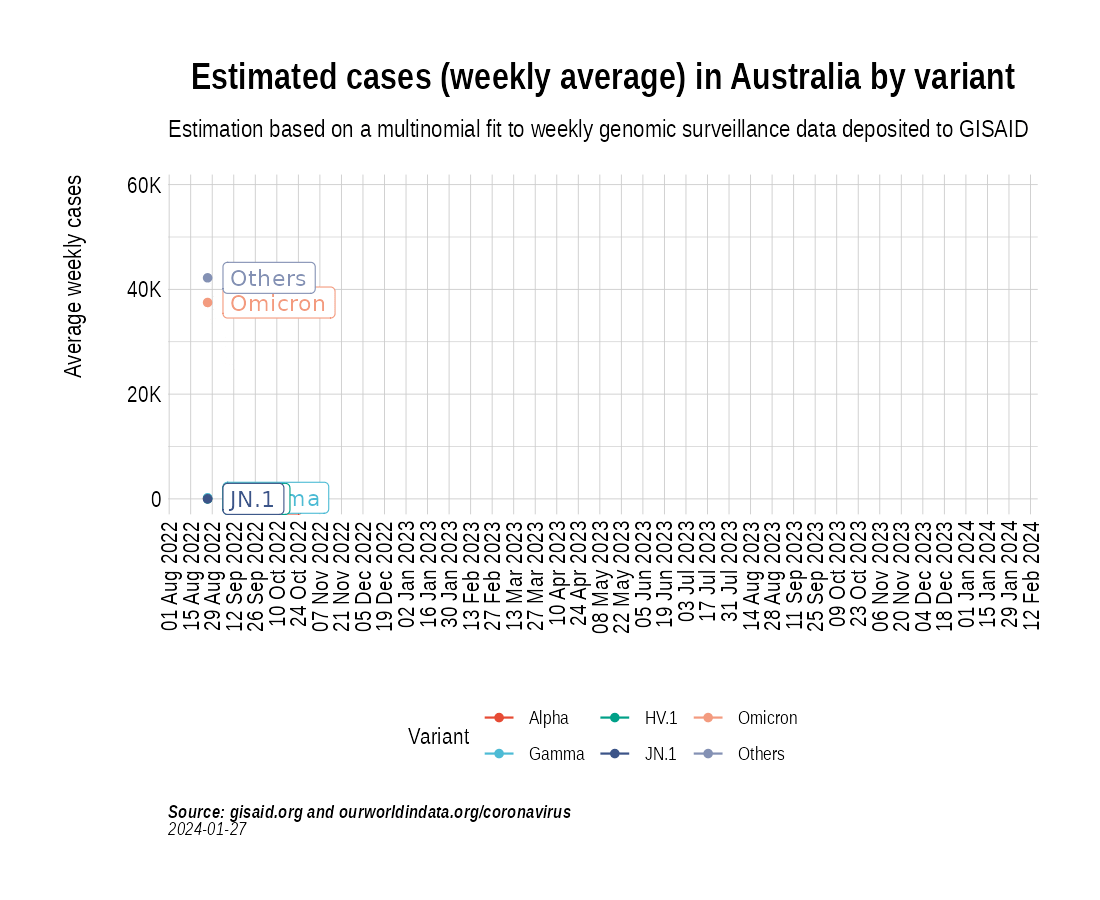 Estimated cases (weekly average) in Australia by variant
Estimation based on a multinomial fit to weekly genomic surveillance data deposited to GISAID
Average weekly cases
60K
40K
20K
0
Others
Omicron
JN.1
ma
01 Aug 2022
15 Aug 2022
29 Aug 2022
12 Sep 2022
26 Sep 2022
10 Oct 2022
24 Oct 2022
07 Nov 2022
21 Nov 2022
05 Dec 2022
19 Dec 2022
02 Jan 2023
16 Jan 2023
30 Jan 2023
13 Feb 2023
27 Feb 2023
13 Mar 2023
27 Mar 2023
10 Apr 2023
24 Apr 2023
08 May 2023
22 May 2023
05 Jun 2023
19 Jun 2023
03 Jul 2023
17 Jul 2023
31 Jul 2023
14 Aug 2023
28 Aug 2023
11 Sep 2023
25 Sep 2023
09 Oct 2023
23 Oct 2023
06 Nov 2023
20 Nov 2023
04 Dec 2023
18 Dec 2023
01 Jan 2024
15 Jan 2024
29 Jan 2024
12 Feb 2024
Variant
Alpha
HV.1
Omicron
Gamma
JN.1
Others
Source: gisaid.org and ourworldindata.org/coronavirus
2024-01-27